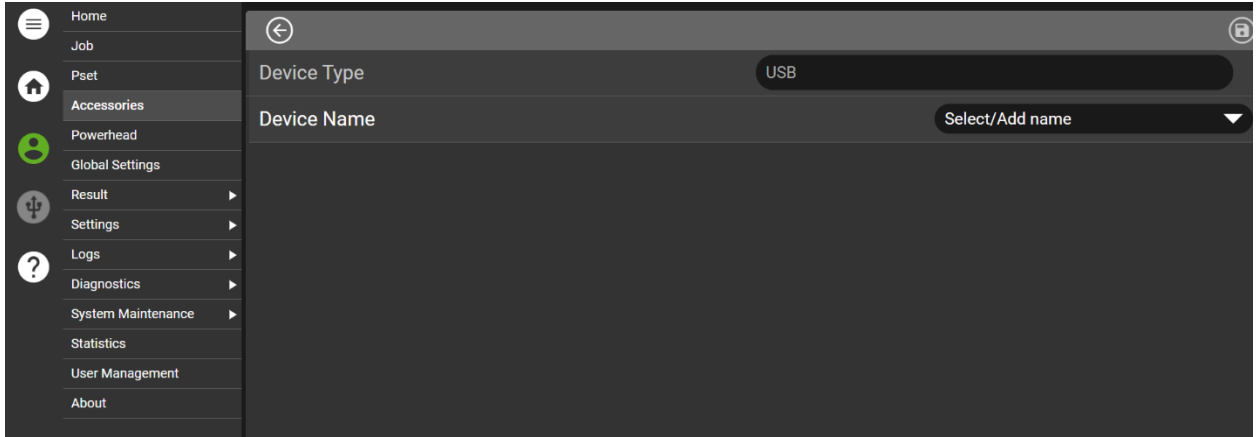 Home
Job
Pset
Accessories
Powerhead
Global Settings
Result
Settings
Logs
Diagnostics
System Maintenance
Statistics
User Management
About
Device Type
USB
Device Name
Select/Add name
?